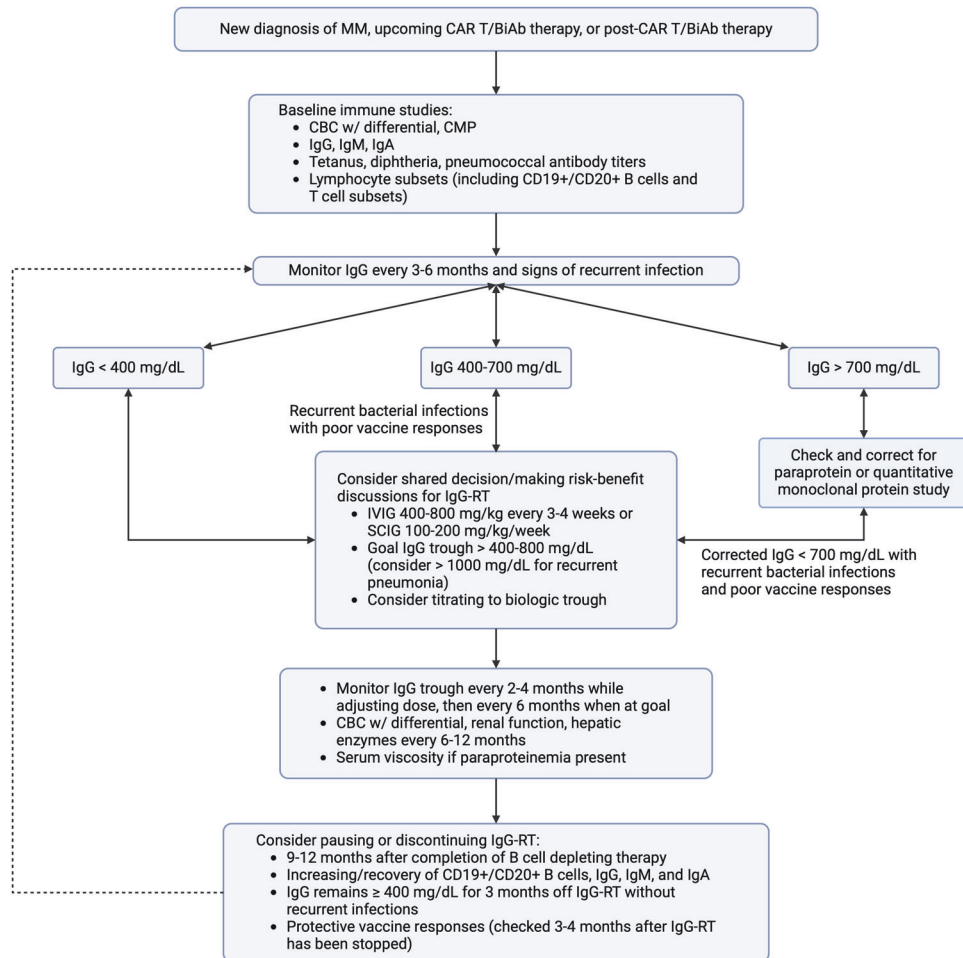 New diagnosis of MM, upcoming CAR T/BiAb therapy, or post-CAR T/BiAb therapy
Baseline immune studies:
• CBC w/ differential, CMP
• IgG, IgM, IgA
• Tetanus, diphtheria, pneumococcal antibody titers
• Lymphocyte subsets (including CD19+/CD20+ B cells and
T cell subsets)
Monitor IgG every 3-6 months and signs of recurrent infection
IgG < 400 mg/dL
IgG 400-700 mg/dL
IgG > 700 mg/dL
Recurrent bacterial infections
with poor vaccine responses
Check and correct for
paraprotein or quantitative
monoclonal protein study
Consider shared decision/making risk-benefit
discussions for IgG-RT
• IVIG 400-800 mg/kg every 3-4 weeks or
SCIG 100-200 mg/kg/week
• Goal IgG trough > 400-800 mg/dL
(consider > 1000 mg/dL for recurrent
pneumonia)
• Consider titrating to biologic trough
Corrected IgG < 700 mg/dL with
recurrent bacterial infections
and poor vaccine responses
• Monitor IgG trough every 2-4 months while
adjusting dose, then every 6 months when at goal
• CBC w/ differential, renal function, hepatic
enzymes every 6-12 months
• Serum viscosity if paraproteinemia present
Consider pausing or discontinuing IgG-RT:
• 9-12 months after completion of B cell depleting therapy
• Increasing/recovery of CD19+/CD20+ B cells, IgG, IgM, and IgA
• IgG remains ≥ 400 mg/dL for 3 months off IgG-RT without
recurrent infections
• Protective vaccine responses (checked 3-4 months after IgG-RT
has been stopped)